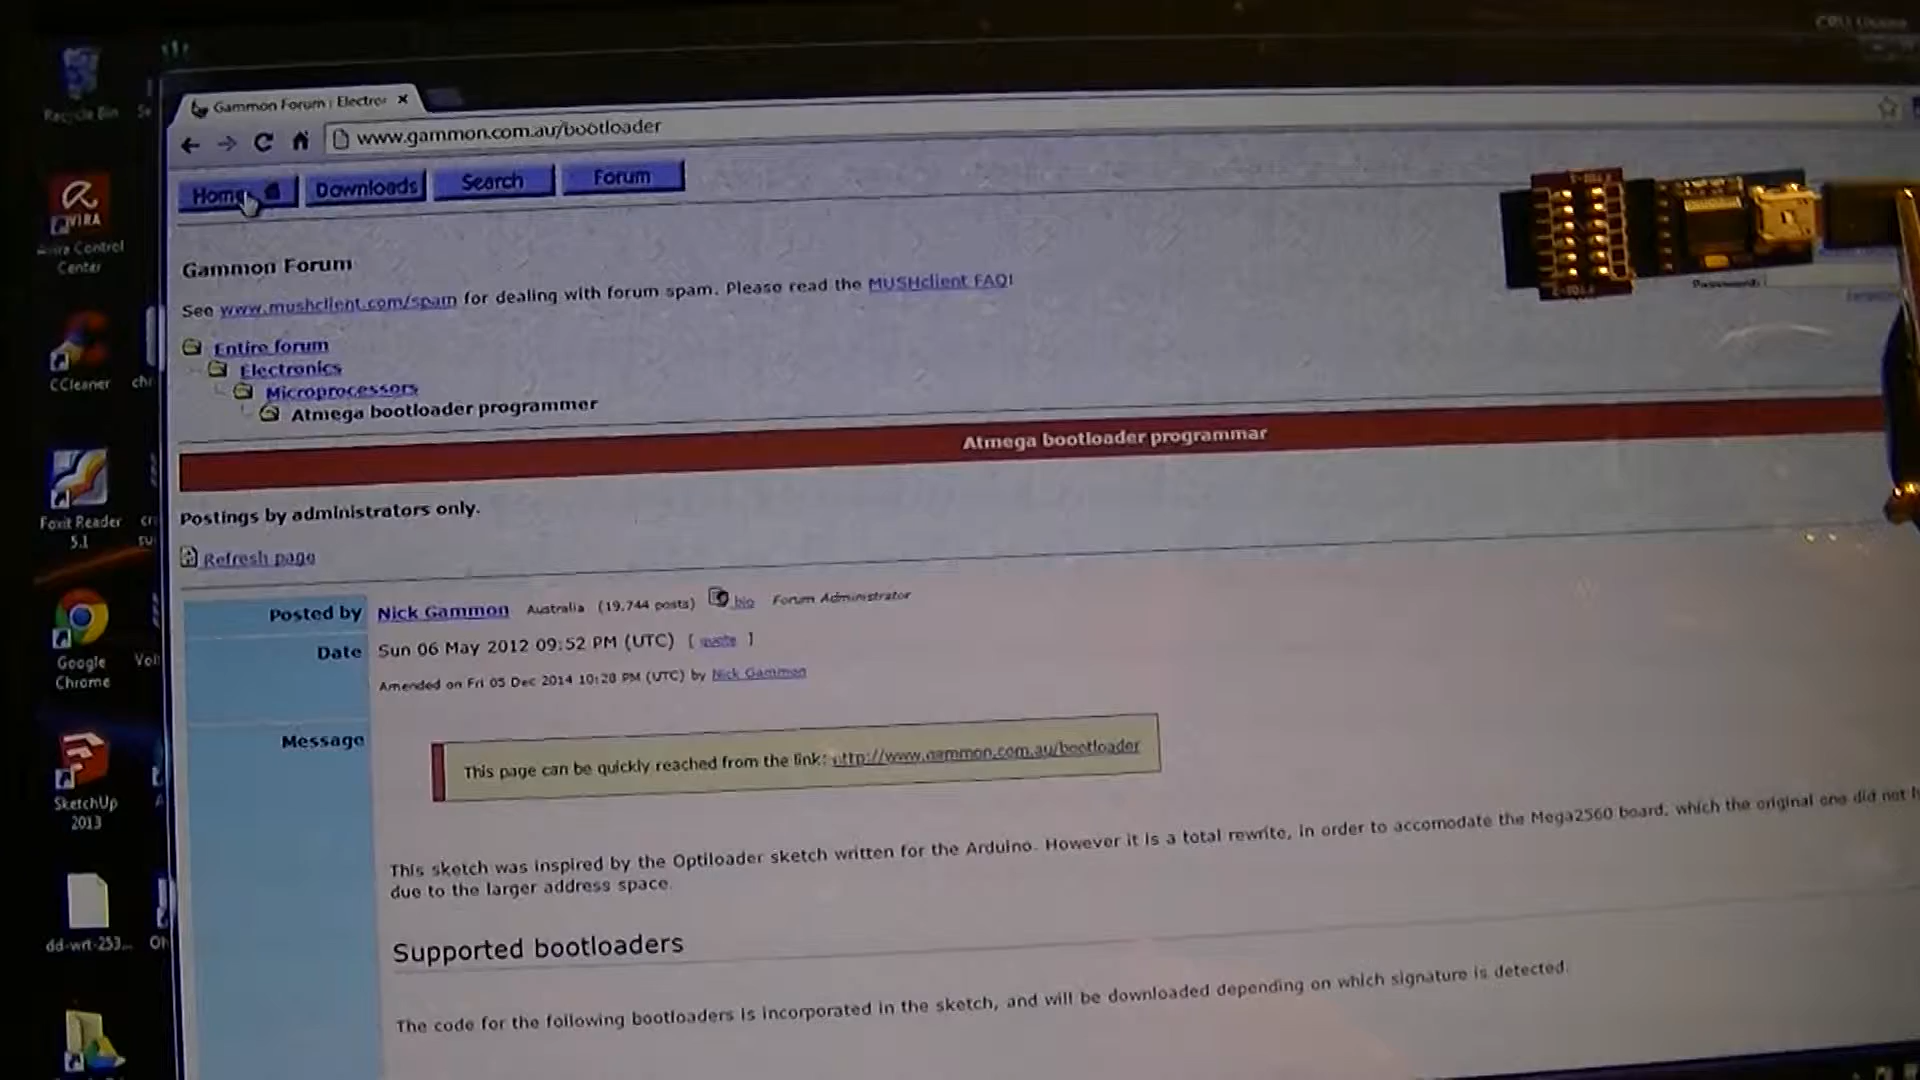 Recycle Bin
Gammon Forum : Electror
www.gammon.com.au/bootloader
Home
Downloads
Search
Forum
VIRA
Control
Center
Gammon Forum
See www.mushclient.com/spam for dealing with forum spam. Please read the MUSHclient FAQ!
Entire forum
Electronics
CCleaner
Microprocessors
Atmega bootloader programmer
Atmega bootloader programmer
Postings by administrators only.
Foxit Reader
5.1
Refresh page
Posted by Nick Gammon Australia (19,744 posts) bio Forum Administrator
Date Sun 06 May 2012 09:52 PM (UTC) [ quote ]
Google
Chrome
Amended on Fri 05 Dec 2014 10:28 PM (UTC) by Nick Gammon
Message
This page can be quickly reached from the link: http://www.gammon.com.au/bootloader
SketchUp
2013
This sketch was inspired by the Optiloader sketch written for the Arduino. However it is a total rewrite, in order to accomodate the Mega2560 board, which the original one did not
due to the larger address space.
dd-wrt-253...
Supported bootloaders
The code for the following bootloaders is incorporated in the sketch, and will be downloaded depending on which signature is detected.